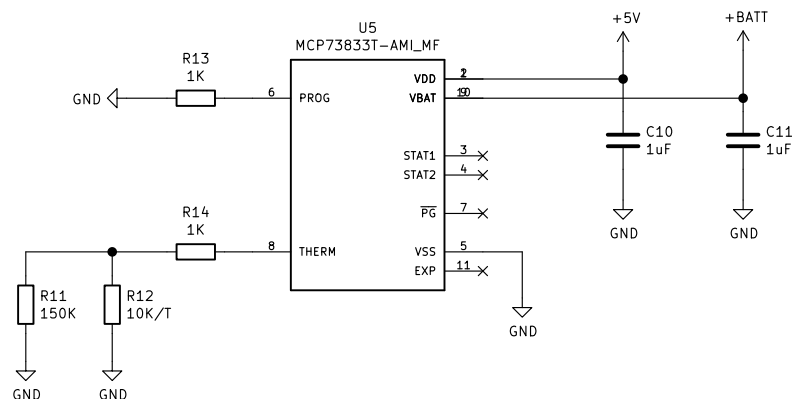 U5
MCP73833T-AMI_MF
+5V
+BATT
R13
1K
GND
6
PROG
VDD
VBAT
10
C10
1uF
C11
1uF
STAT1
3
STAT2
4
GND
GND
R14
1K
PG
7
8
THERM
VSS
5
EXP
11
R11
150K
R12
10K/T
GND
GND
GND